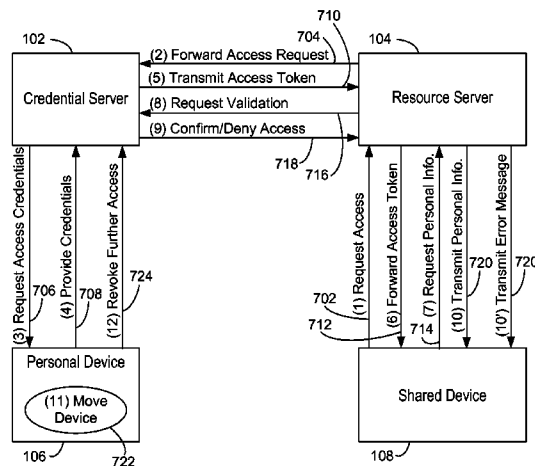 102
710
104
(2) Forward Access Request
704
(5) Transmit Access Token
Credential Server
Resource Server
(8) Request Validation
(9) Confirm/Deny Access
718
716
(3) Request Access Credentials
706
(4) Provide Credentials
708
(12) Revoke Further Access
724
(1) Request Access
702
(6) Forward Access Token
712
(7) Request Personal Info.
714
(10) Transmit Personal Info.
720
(10') Transmit Error Message
720
Personal Device
(11) Move
Device
Shared Device
106
722
108